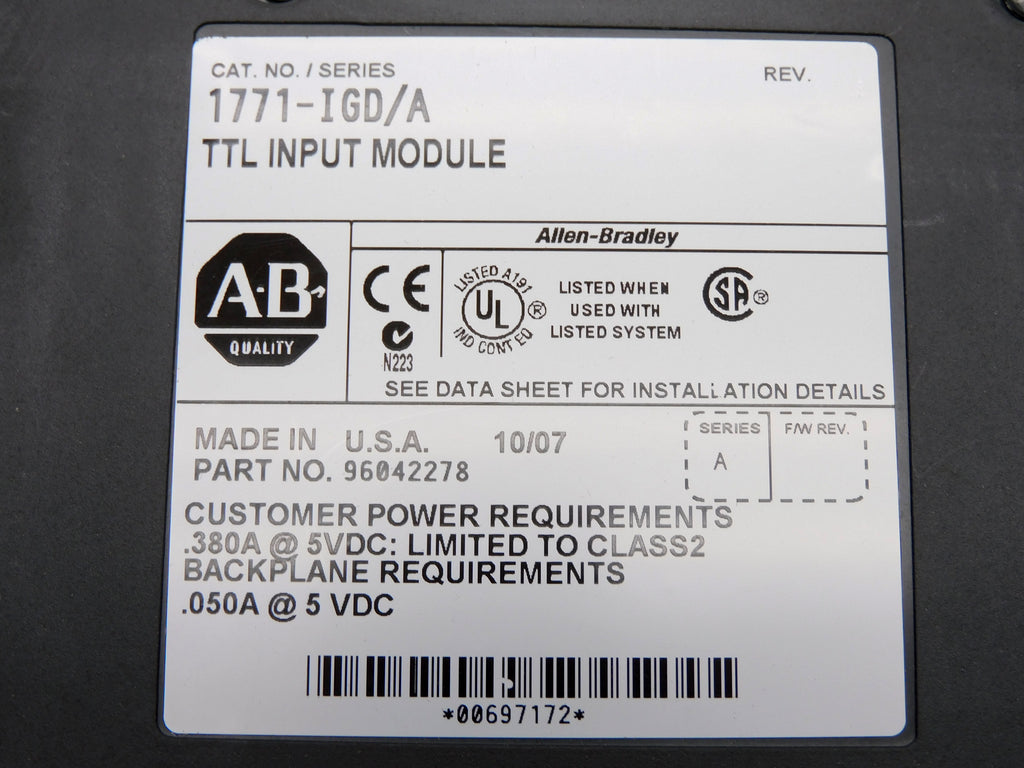 CAT. NO. / SERIES
REV.
1771-IGD/A
TTL INPUT MODULE
Allen-Bradley
A·B
QUALITY
CE
N223
LISTED A191
UL ®
IND CONT EQ
LISTED WHEN
USED WITH
LISTED SYSTEM
SA ®
SEE DATA SHEET FOR INSTALLATION DETAILS
MADE IN U.S.A. 10/07
PART NO. 96042278
SERIES
A
F/W REV.
CUSTOMER POWER REQUIREMENTS
.380A @ 5VDC: LIMITED TO CLASS2
BACKPLANE REQUIREMENTS
.050A @ 5 VDC
*00697172*